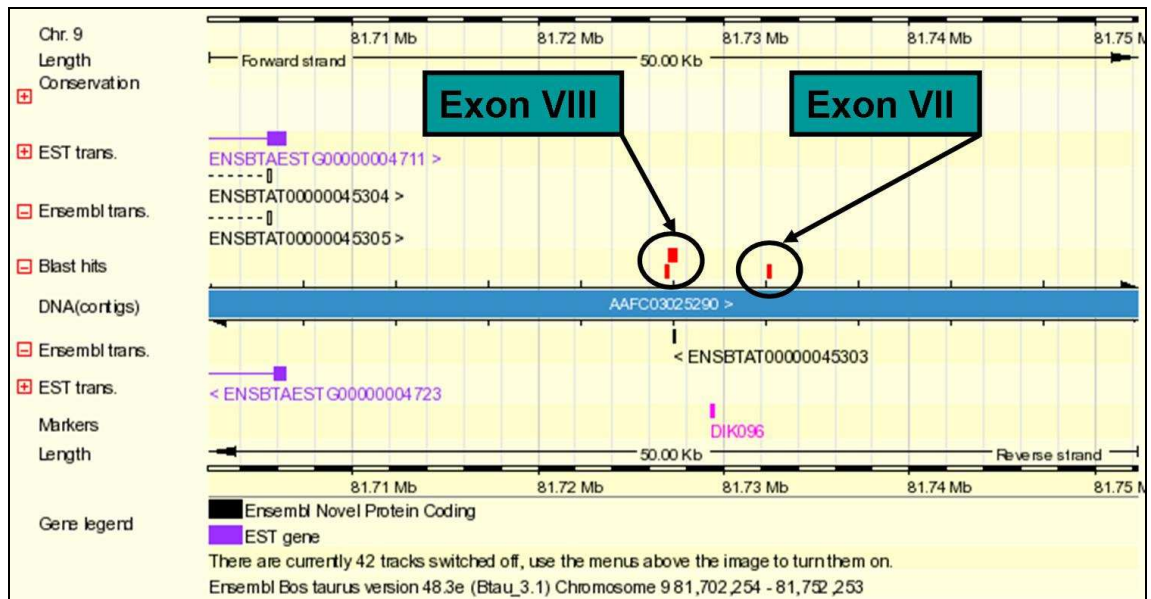 Chr. 9
81.71 Mb 81.72 Mb 81.73 Mb 81.74 Mb 81.75 M
Length Forward strand 50.00 Kb
Conservation
Exon VIII Exon VII
EST trans.
ENSBTAESTG00000004711 >
ENSBTAT00000045304 >
Ensembl trans.
ENSBTAT00000045305 >
Blast hits
DNA(contigs) AAFC03025290 >
Ensembl trans.
< ENSBTAT00000045303
EST trans.
< ENSBTAESTG00000004723
Markers
DIK096
Length 50.00 Kb Reverse strand
81.71 Mb 81.72 Mb 81.73 Mb 81.74 Mb 81.75 M
Gene legend
Ensembl Novel Protein Coding
EST gene
There are currently 42 tracks switched off, use the menus above the image to turn them on.
Ensembl Bos taurus version 48.3e (Btau_3.1) Chromosome 9 81,702,254 - 81,752,253